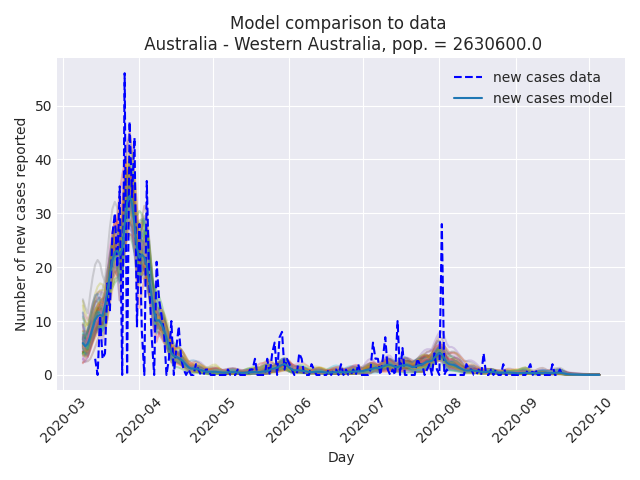 Model comparison to data
Australia - Western Australia, pop. = 2630600.0
new cases data
new cases model
Number of new cases reported
50
40
30
20
10
0
2020-03
2020-04
2020-05
2020-06
2020-07
2020-08
2020-09
2020-10
Day